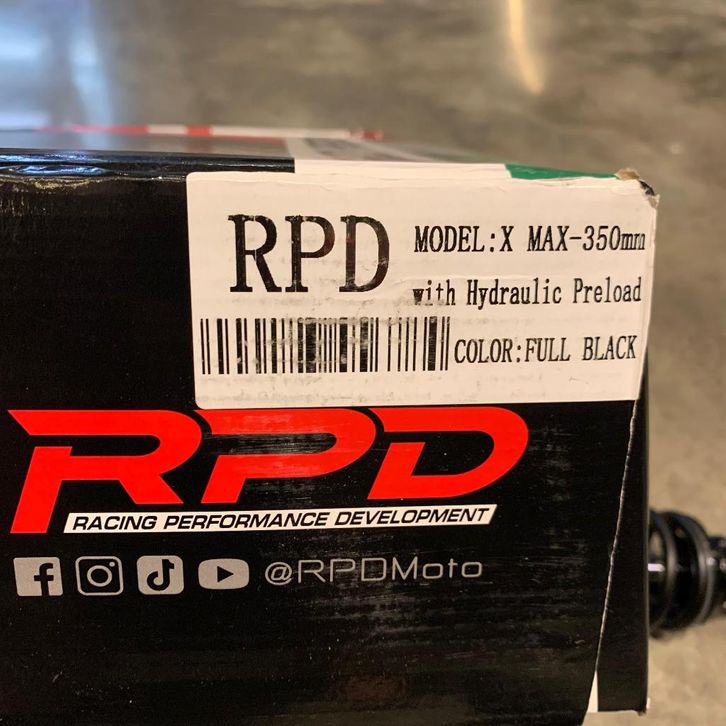 RPD
MODEL:X MAX-350mm
with Hydraulic Preload
COLOR:FULL BLACK
RPD
RACING PERFORMANCE DEVELOPMENT
@RPDMoto